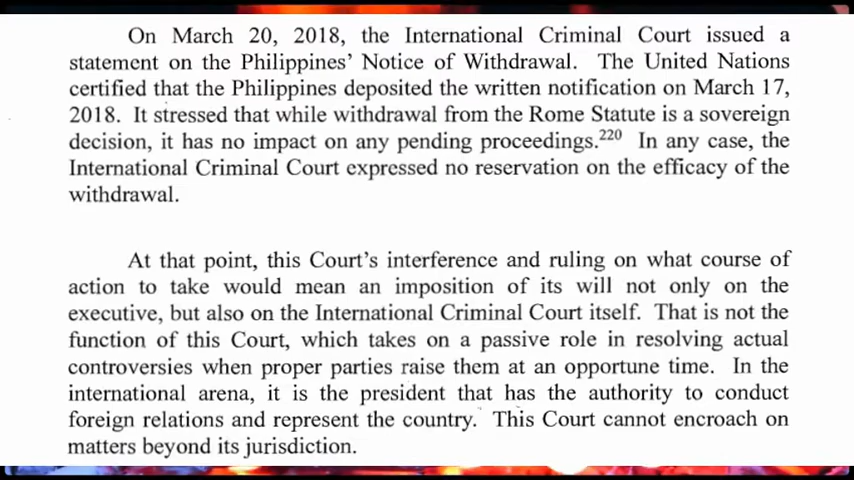 On March 20, 2018, the International Criminal Court issued a
statement on the Philippines' Notice of Withdrawal. The United Nations
certified that the Philippines deposited the written notification on March 17,
2018. It stressed that while withdrawal from the Rome Statute is a sovereign
decision, it has no impact on any pending proceedings.220 In any case, the
International Criminal Court expressed no reservation on the efficacy of the
withdrawal.
At that point, this Court's interference and ruling on what course of
action to take would mean an imposition of its will not only on the
executive, but also on the International Criminal Court itself. That is not the
function of this Court, which takes on a passive role in resolving actual
controversies when proper parties raise them at an opportune time. In the
international arena, it is the president that has the authority to conduct
foreign relations and represent the country. This Court cannot encroach on
matters beyond its jurisdiction.